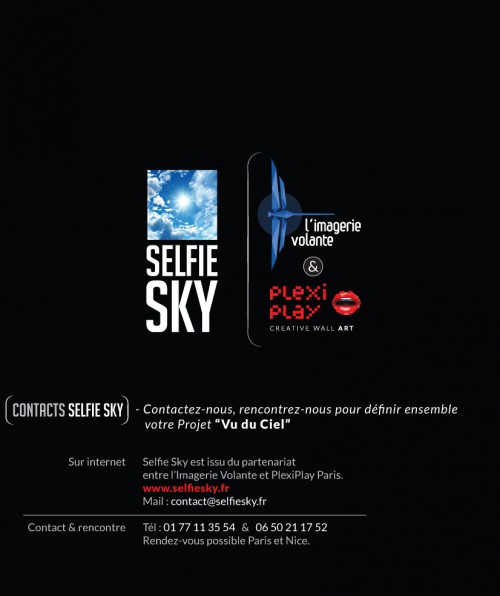 SELFIE
SKY
l'imagerie
volante
&
PLEXI
PLAY
CREATIVE WALL ART
CONTACTS SELFIE SKY - Contactez-nous, rencontrez-nous pour définir ensemble
votre Projet “Vu du Ciel”
Sur internet Selfie Sky est issu du partenariat
entre l'Imagerie Volante et PlexiPlay Paris.
www.selfiesky.fr
Mail : contact@selfiesky.fr
Contact & rencontre Tél : 01 77 11 35 54 & 06 50 21 17 52
Rendez-vous possible Paris et Nice.